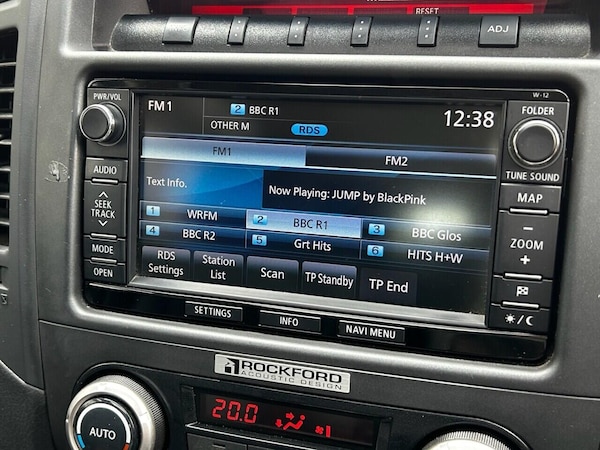 RESET
ADJ
W-12
PWR/VOL
FM 1
2 BBC R1
12:38
FOLDER
OTHER M
RDS
FM1
FM2
TUNE SOUND
AUDIO
Text Info.
Now Playing: JUMP by BlackPink
MAP
SEEK
TRACK
1 WRFM
2 BBC R1
3 BBC Glos
4 BBC R2
5 Grt Hits
6 HITS H+W
ZOOM
+
-
MODE
OPEN
RDS Settings
Station List
Scan
TP Standby
TP End
SETTINGS
INFO
NAVI MENU
ROCKFORD
ACOUSTIC DESIGN
AUTO
20.0